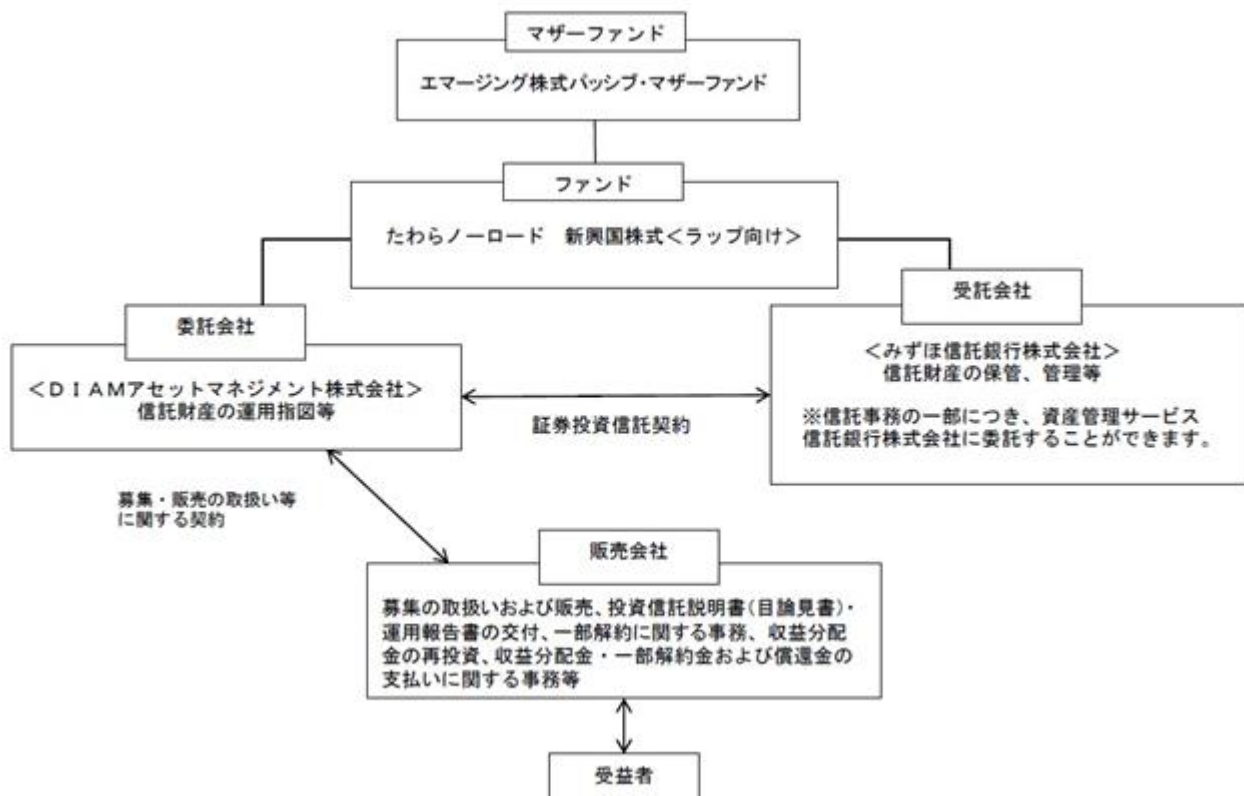 マザーファンド
エマージング株式パッシブ・マザーファンド
ファンド
たわらノーロード　新興国株式＜ラップ向け＞
委託会社
＜ＤＩＡＭアセットマネジメント株式会社＞
信託財産の運用指図等
受託会社
＜みずほ信託銀行株式会社＞
信託財産の保管、管理等
※信託事務の一部につき、資産管理サービス
信託銀行株式会社に委託することができます。
証券投資信託契約
募集・販売の取扱い等
に関する契約
販売会社
募集の取扱いおよび販売、投資信託説明書（目論見書）・
運用報告書の交付、一部解約に関する事務、収益分配
金の再投資、収益分配金・一部解約金および償還金の
支払いに関する事務等
受益者